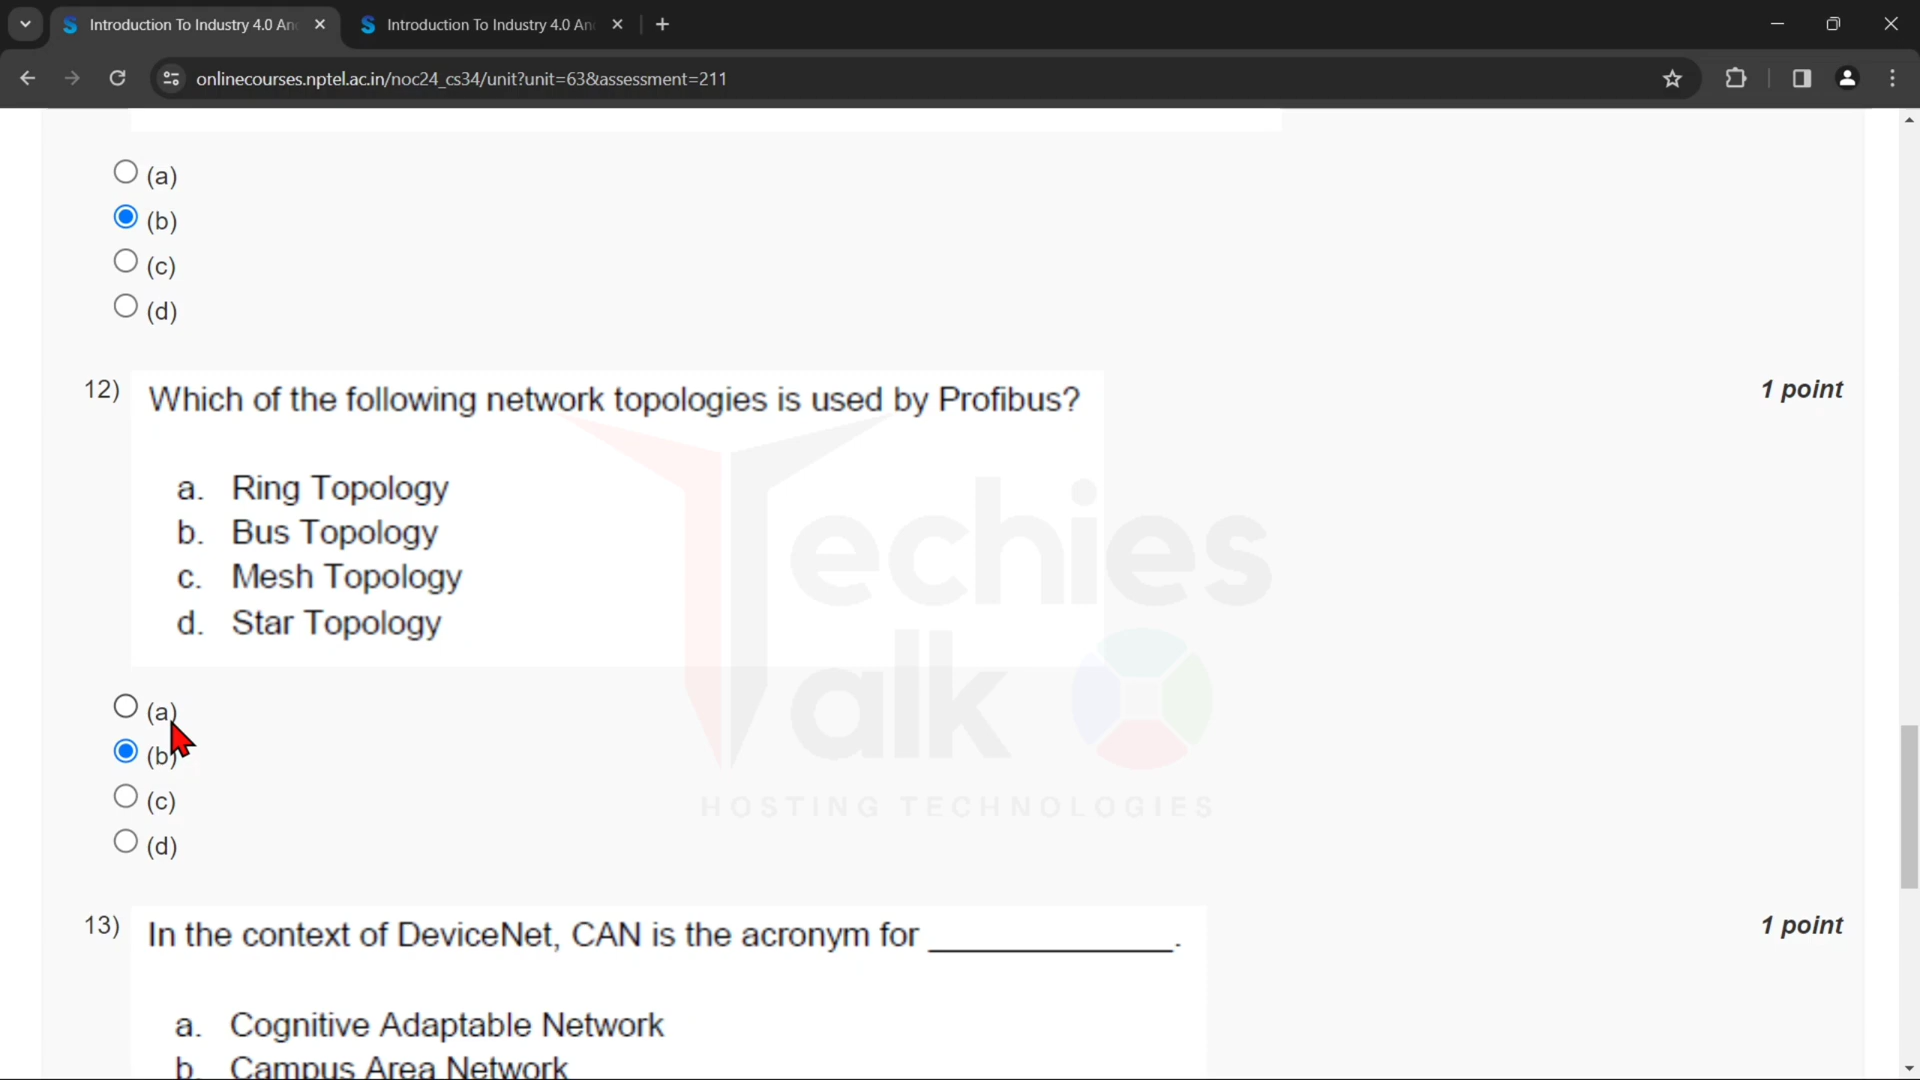 Introduction To Industry 4.0 An
Introduction To Industry 4.0 An
onlinecourses.nptel.ac.in/noc24_cs34/unit?unit=63&assessment=211
(a)
(b)
(c)
(d)
12) Which of the following network topologies is used by Profibus? 1 point
a. Ring Topology
b. Bus Topology
c. Mesh Topology
d. Star Topology
Techies
Talk
HOSTING TECHNOLOGIES
(a)
(b)
(c)
(d)
13) In the context of DeviceNet, CAN is the acronym for ______________. 1 point
a. Cognitive Adaptable Network
b. Campus Area Network